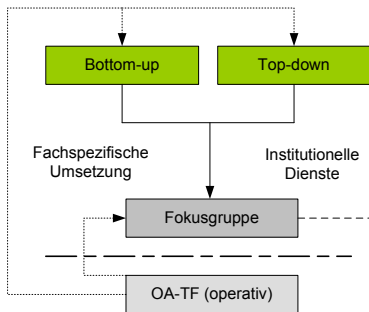 Bottom-up
Top-down
Fachspezifische
Umsetzung
Institutionelle
Dienste
Fokusgruppe
OA-TF (operativ)